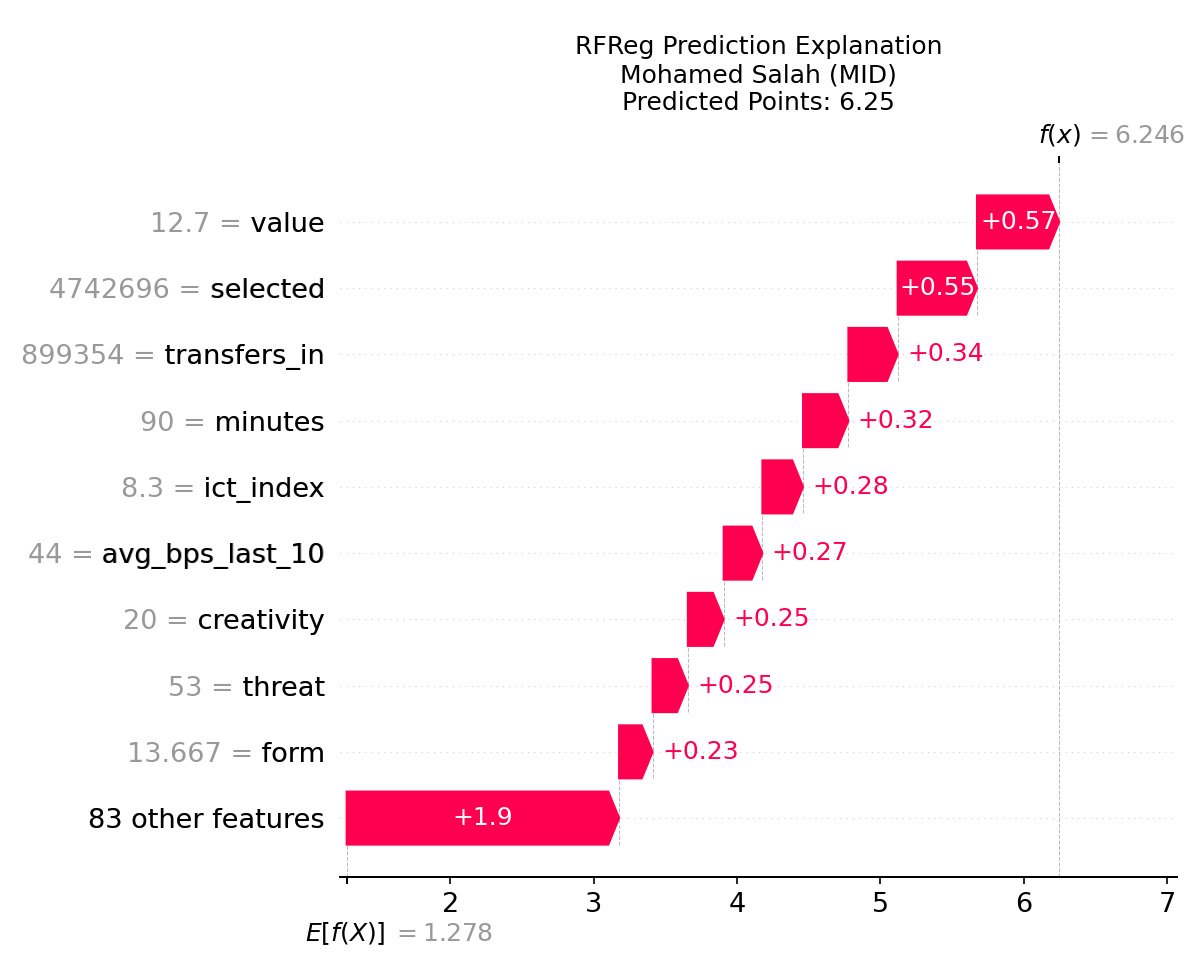 RFReg Prediction Explanation
Mohamed Salah (MID)
Predicted Points: 6.25
f(x) = 6.246
12.7 = value
+0.57
4742696 = selected
+0.55
899354 = transfers_in
+0.34
90 = minutes
+0.32
8.3 = ict_index
+0.28
44 = avg_bps_last_10
+0.27
20 = creativity
+0.25
53 = threat
+0.25
13.667 = form
+0.23
83 other features
+1.9
2 3 4 5 6 7
E[f(X)] = 1.278